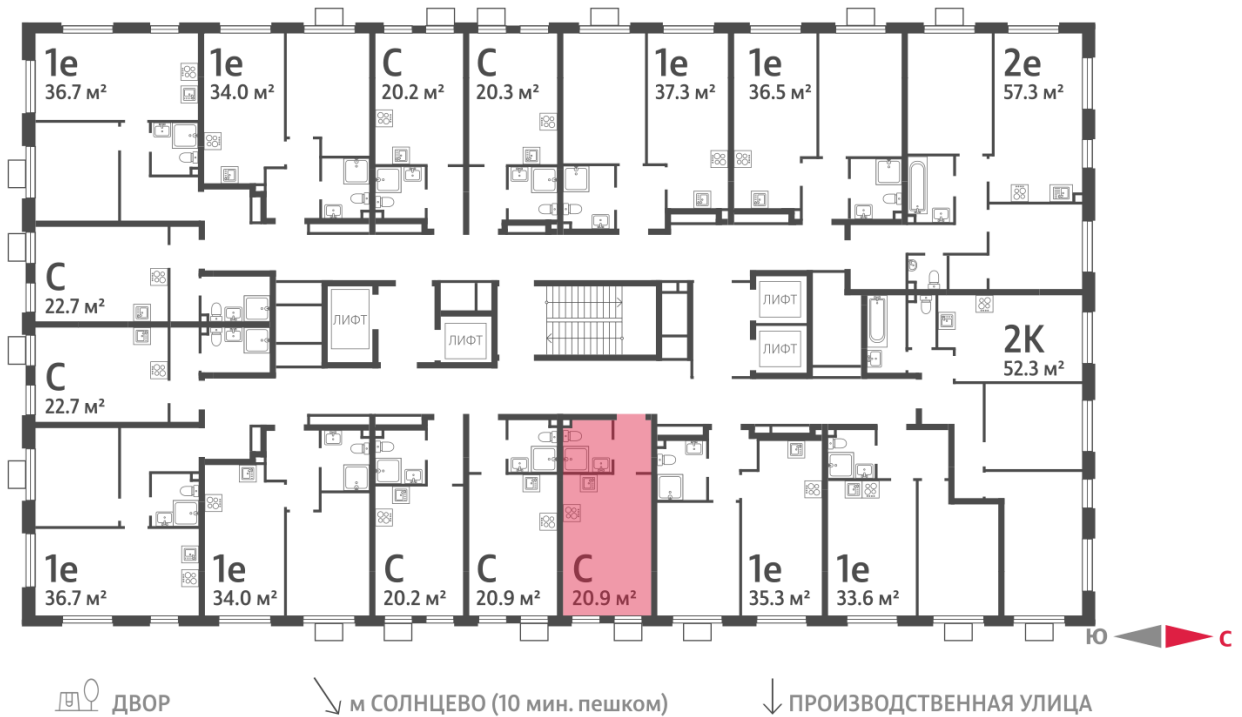 1е
36.7 м²
1е
34.0 м²
С
20.2 м²
С
20.3 м²
1е
37.3 м²
1е
36.5 м²
2е
57.3 м²
С
22.7 м²
ЛИФТ
ЛИФТ
ЛИФТ
ЛИФТ
2К
52.3 м²
С
22.7 м²
1е
36.7 м²
1е
34.0 м²
С
20.2 м²
С
20.9 м²
С
20.9 м²
1е
35.3 м²
1е
33.6 м²
Ю С
ДВОР
м СОЛНЦЕВО (10 мин. пешком)
ПРОИЗВОДСТВЕННАЯ УЛИЦА